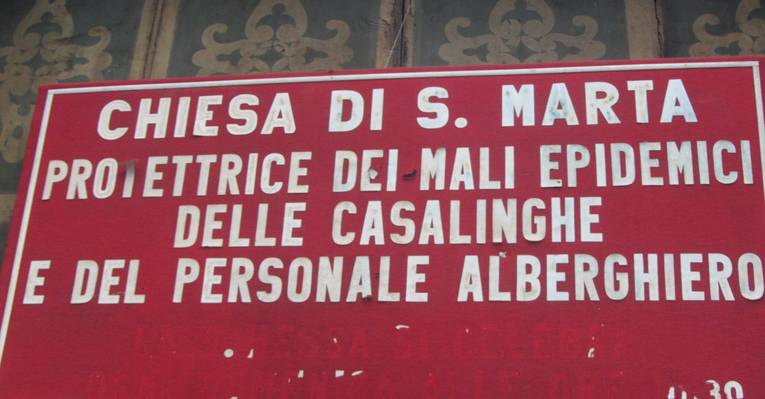 CHIESA DI S. MARTA
PROTETTRICE DEI MALI EPIDEMICI
DELLE CASALINGHE
E DEL PERSONALE ALBERGHIERO